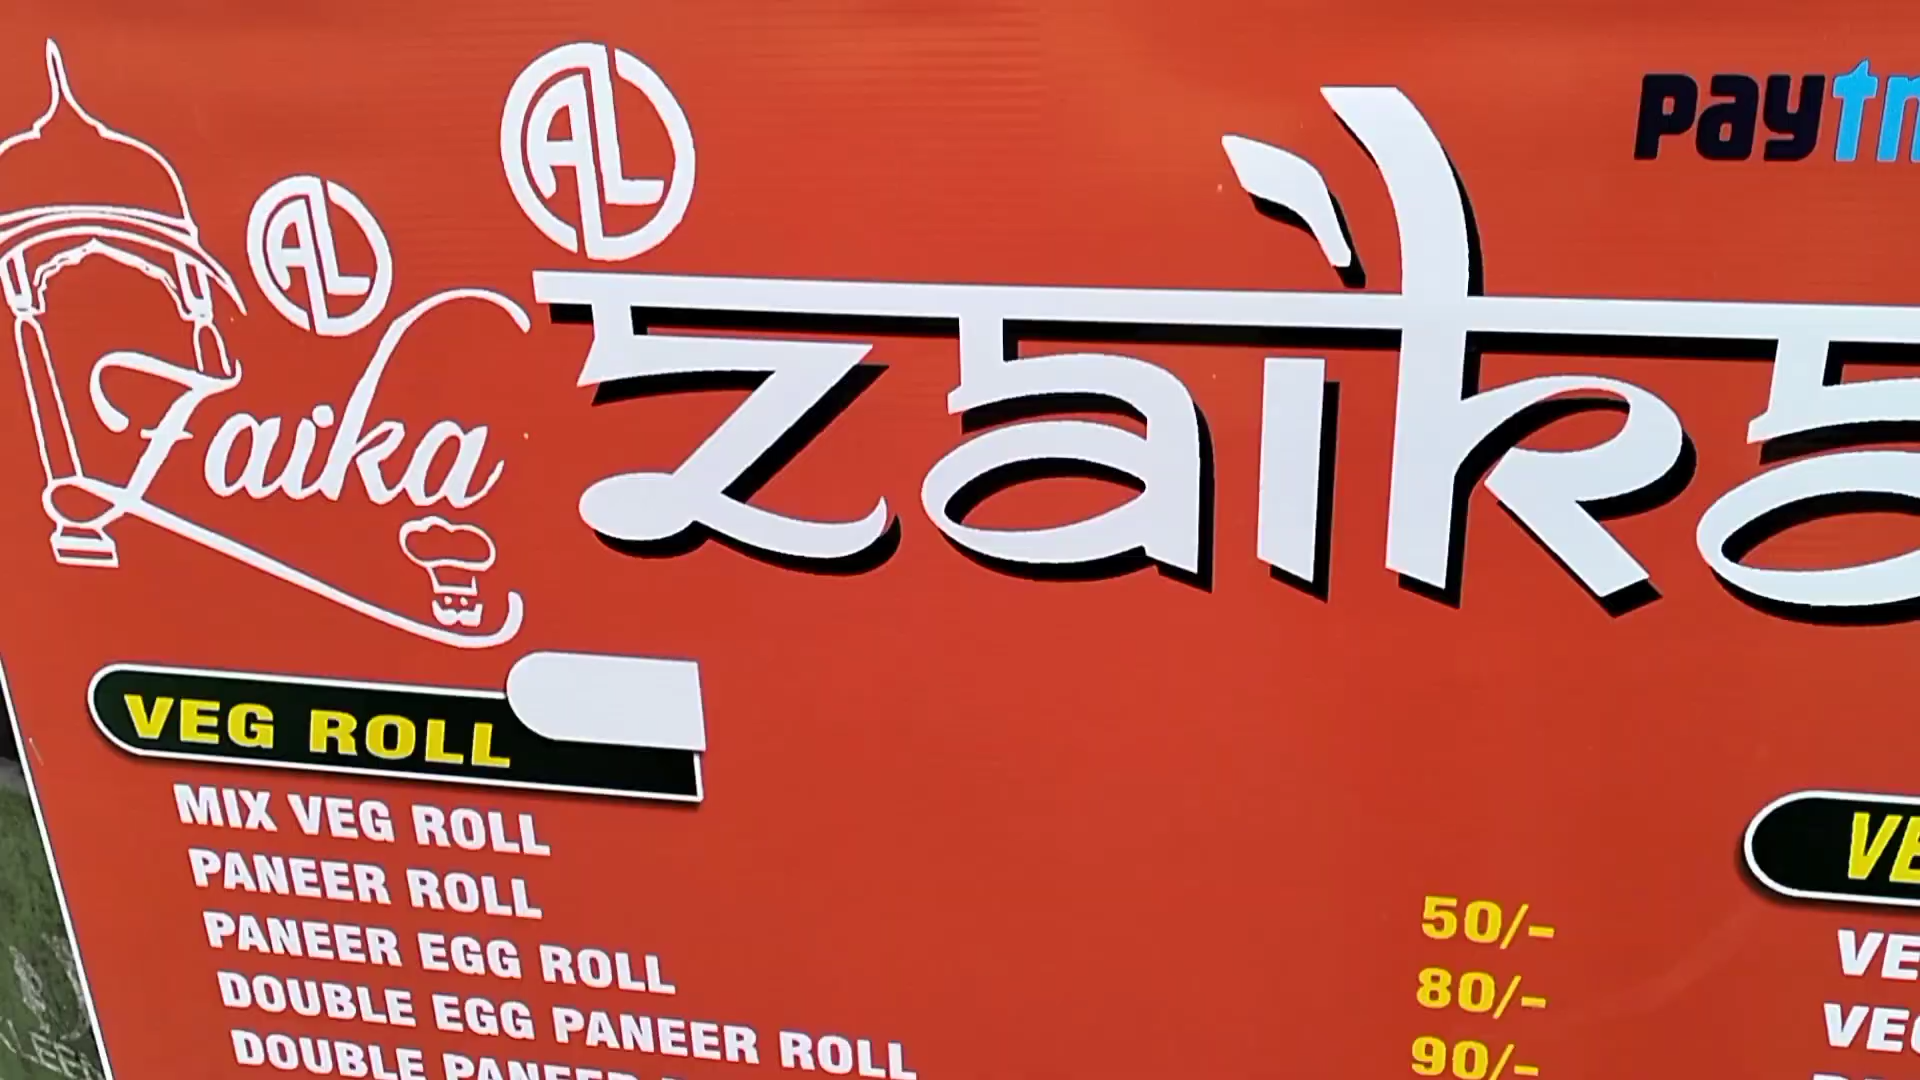 AL
AL
zaika
Zaika
VEG ROLL
MIX VEG ROLL 50/-
PANEER ROLL 80/-
PANEER EGG ROLL 90/-
DOUBLE EGG PANEER ROLL
DOUBLE